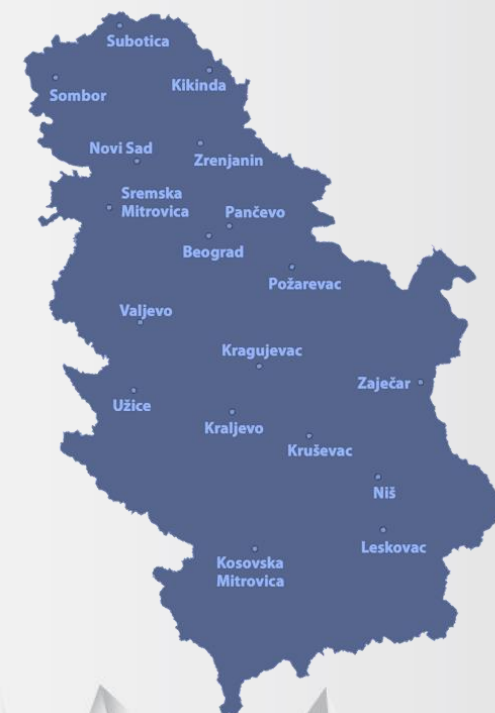 Subotica
Kikinda
Sombor
Novi Sad
Zrenjanin
Sremska
Mitrovica
Pančevo
Beograd
Požarevac
Valjevo
Kragujevac
Zaječar
Užice
Kraljevo
Kruševac
Niš
Leskovac
Kosovska
Mitrovica